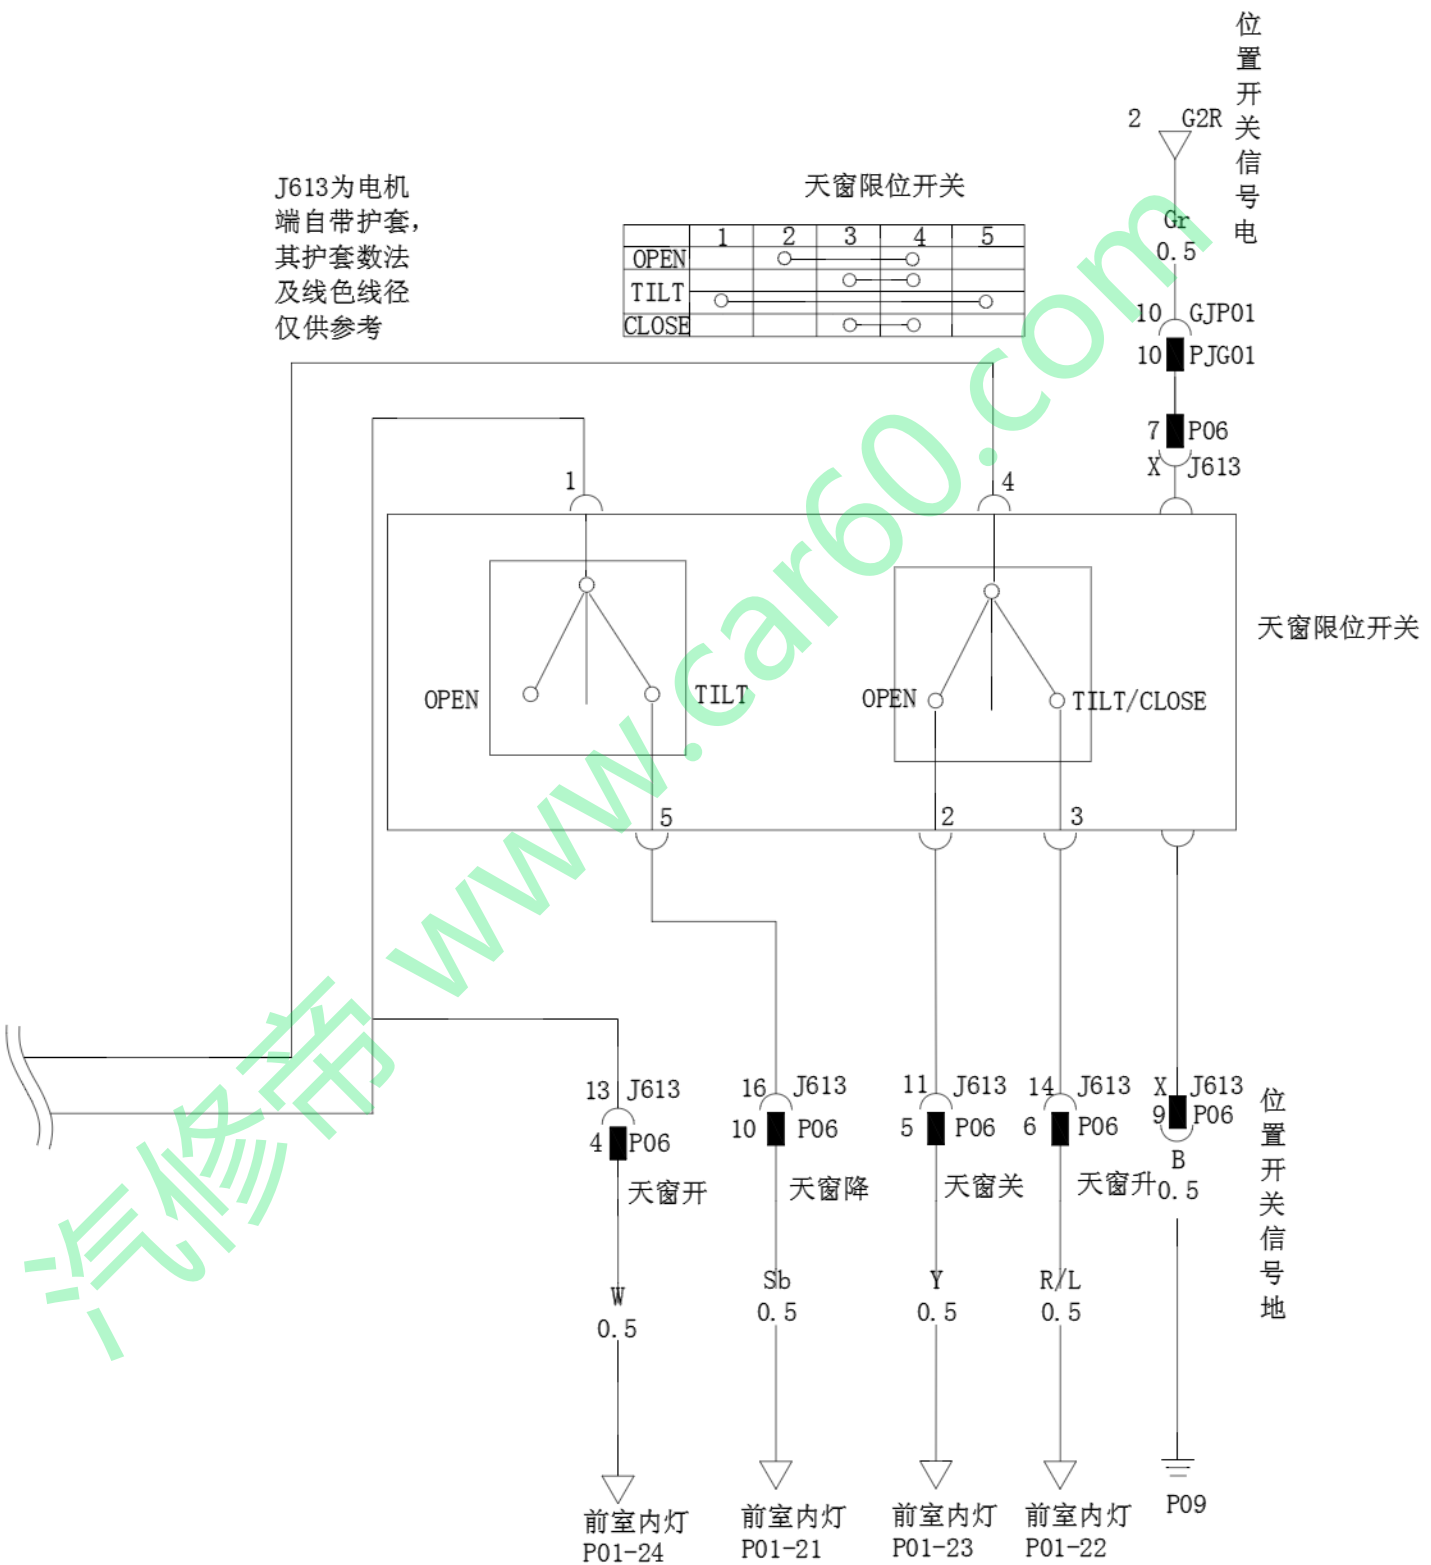 位置开关信号电
2 G2R
Gr
0.5
10 GJP01
10 PJG01
7 P06
X J613
J613为电机
端自带护套，
其护套数法
及线色线径
仅供参考
天窗限位开关
1 2 3 4 5
OPEN
TILT
CLOSE
1
4
天窗限位开关
OPEN
TILT
OPEN
TILT/CLOSE
5
2
3
13 J613
4 P06
天窗开
W
0.5
前室内灯
P01-24
16 J613
10 P06
天窗降
Sb
0.5
前室内灯
P01-21
11 J613
5 P06
天窗关
Y
0.5
前室内灯
P01-23
14 J613
6 P06
天窗升
R/L
0.5
前室内灯
P01-22
X J613
9 P06
B
0.5
P09
位置开关信号地
汽修帝 www.car60.com